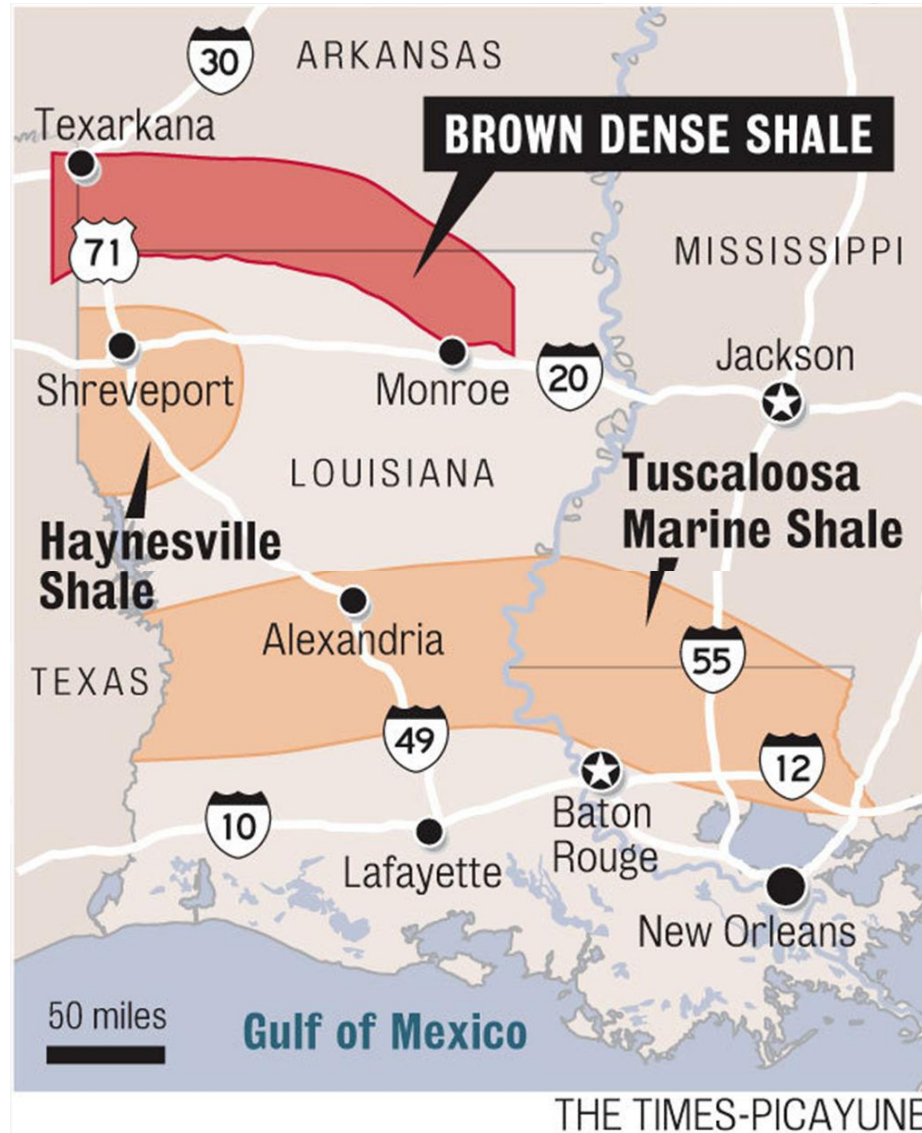 30
ARKANSAS
Texarkana
BROWN DENSE SHALE
71
MISSISSIPPI
Shreveport
Monroe
20
Jackson
LOUISIANA
Tuscaloosa
Marine Shale
Haynesville
Shale
Alexandria
TEXAS
55
49
12
10
Baton
Rouge
Lafayette
New Orleans
50 miles
Gulf of Mexico
THE TIMES-PICAYUNE